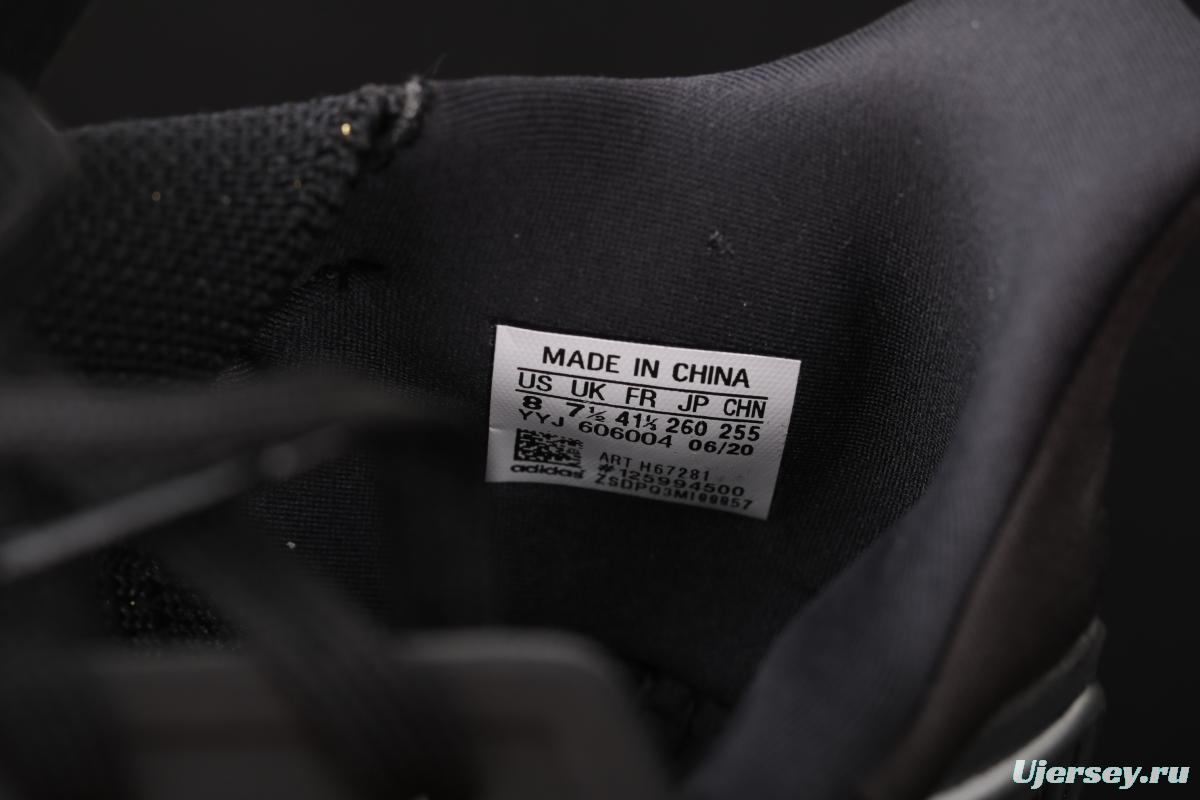 MADE IN CHINA
US UK FR JP CHN
8 7½ 41⅓ 260 255
YYJ 606004 06/20
ART H67281
adidas #125994500
ZSDPQ3MI00057
Ujersey.ru